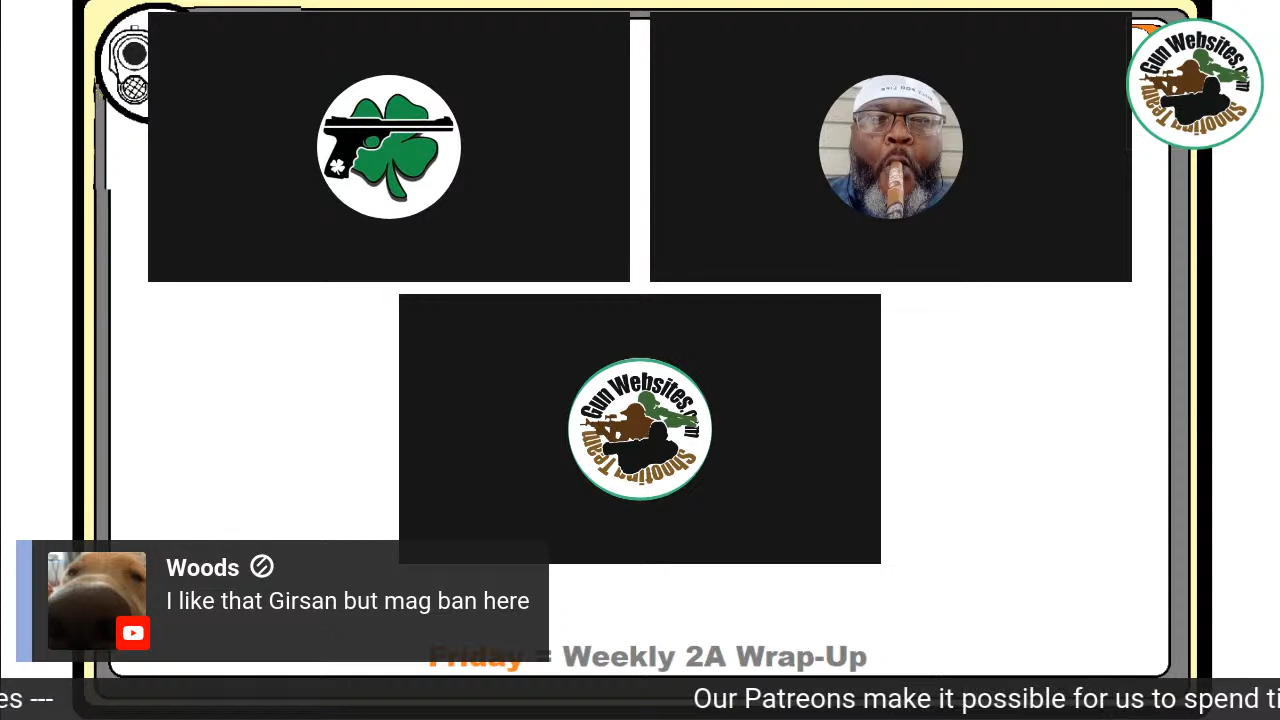 Gun Websites.com
Shooting Team
Gun Websites.com
Shooting Team
Woods
I like that Girsan but mag ban here
Friday = Weekly 2A Wrap-Up
es ---
Our Patreons make it possible for us to spend ti